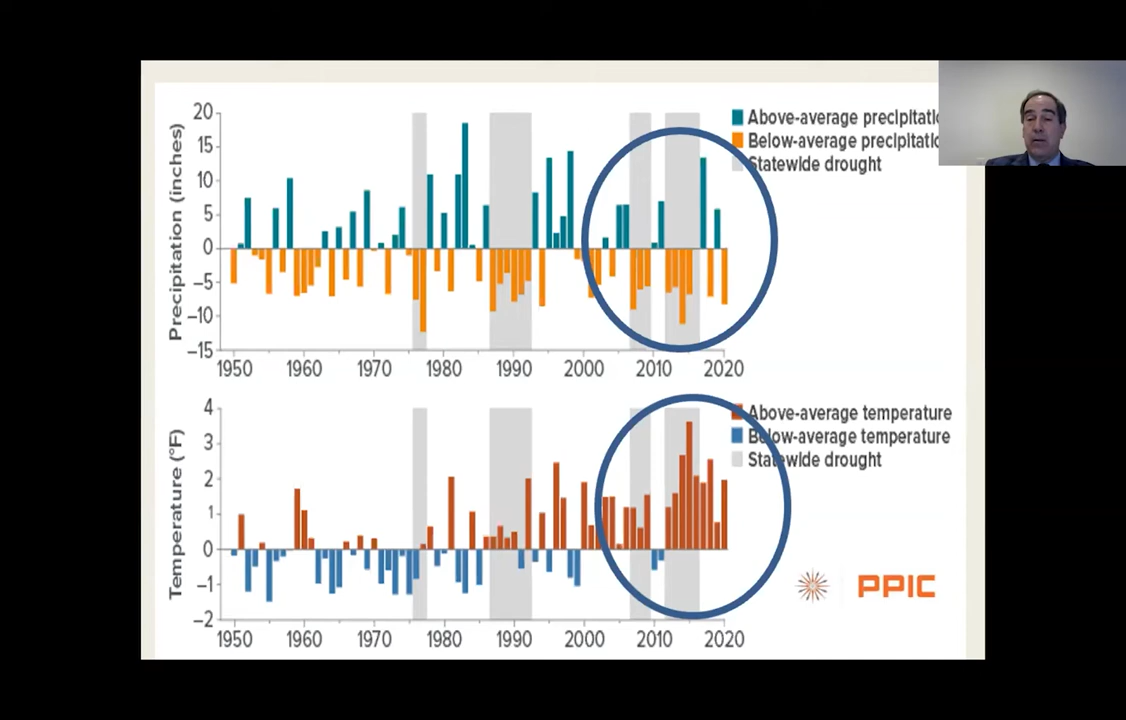 20
15
10
5
0
−5
−10
−15
Precipitation (inches)
1950 1960 1970 1980 1990 2000 2010 2020
Above-average precipitatio
Below-average precipitatio
Statewide drought
4
3
2
1
0
−1
−2
Temperature (°F)
1950 1960 1970 1980 1990 2000 2010 2020
Above-average temperature
Below-average temperature
Statewide drought
PPIC